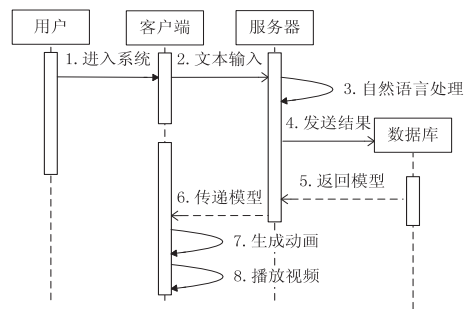 用户
客户端
服务器
1.进入系统
2.文本输入
3.自然语言处理
4.发送结果
数据库
5.返回模型
6.传递模型
7.生成动画
8.播放视频